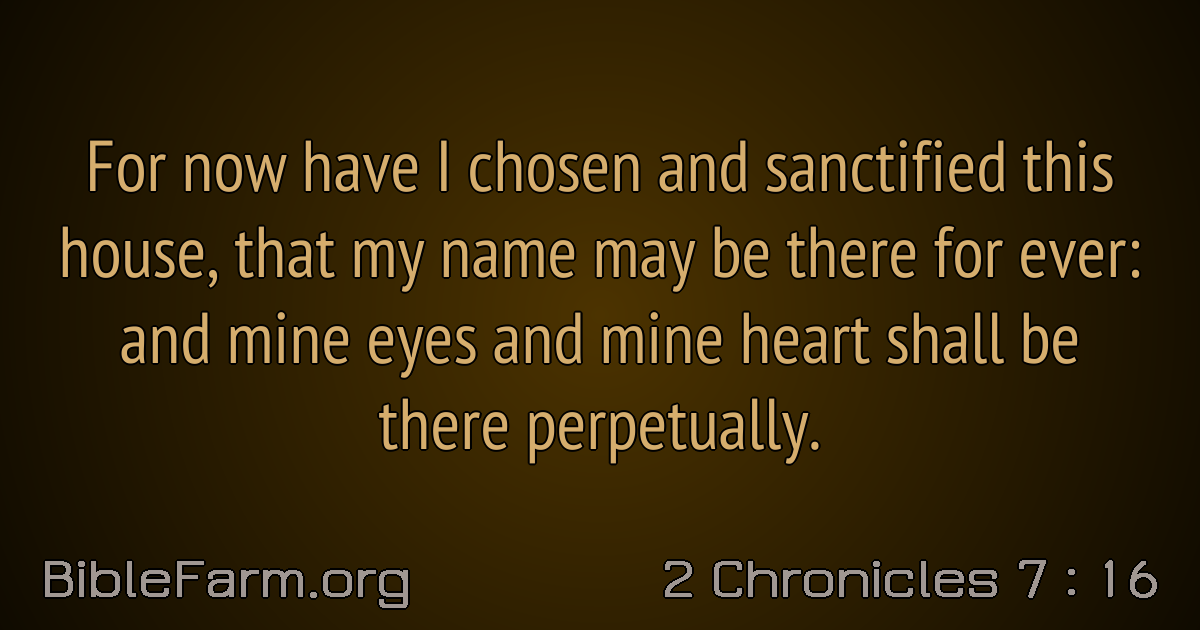 For now have I chosen and sanctified this
house, that my name may be there for ever:
and mine eyes and mine heart shall be
there perpetually.
BibleFarm.org
2 Chronicles 7 : 16